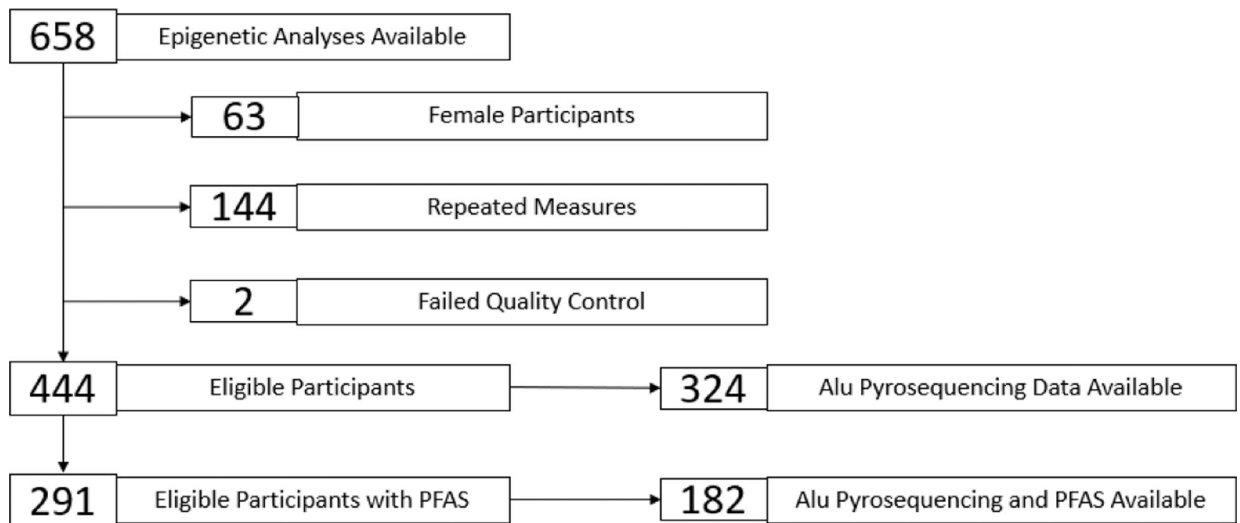 658 Epigenetic Analyses Available
63 Female Participants
144 Repeated Measures
2 Failed Quality Control
444 Eligible Participants 324 Alu Pyrosequencing Data Available
291 Eligible Participants with PFAS 182 Alu Pyrosequencing and PFAS Available